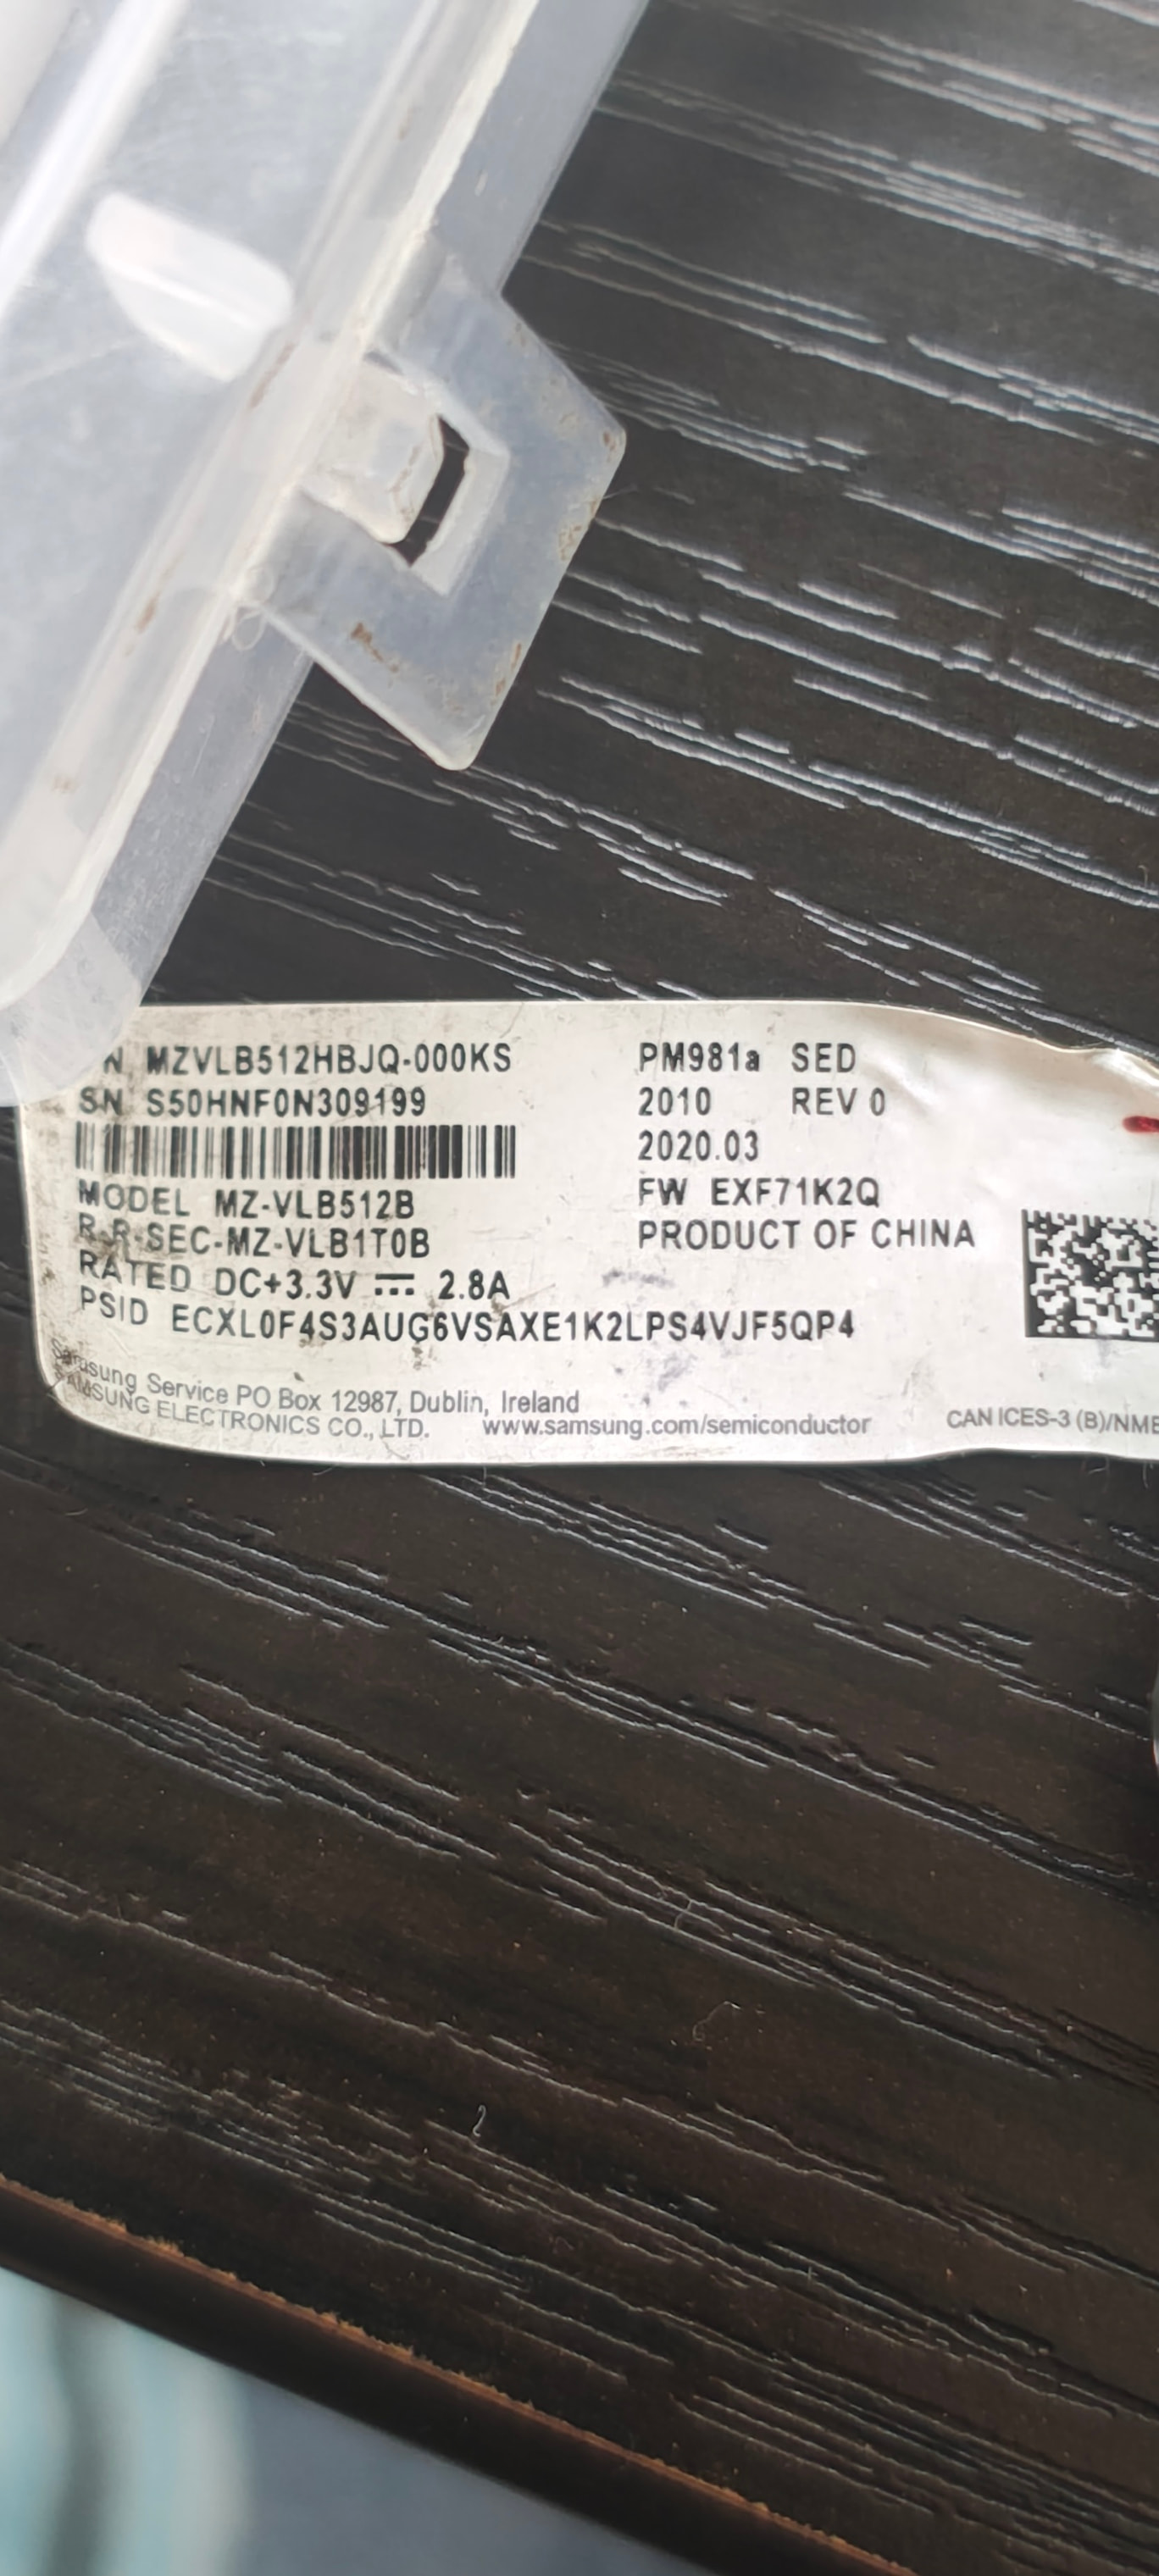 N MZVLB512HBJQ-000KS
SN S50HNF0N309199
MODEL MZ-VLB512B
R-R-SEC-MZ-VLB1T0B
RATED DC+3.3V ⎓ 2.8A
PSID ECXL0F4S3AUG6VSAXE1K2LPS4VJF5QP4
PM981a SED
2010 REV 0
2020.03
FW EXF71K2Q
PRODUCT OF CHINA
Samsung Service PO Box 12987, Dublin, Ireland
SAMSUNG ELECTRONICS CO., LTD. www.samsung.com/semiconductor
CAN ICES-3 (B)/NMB